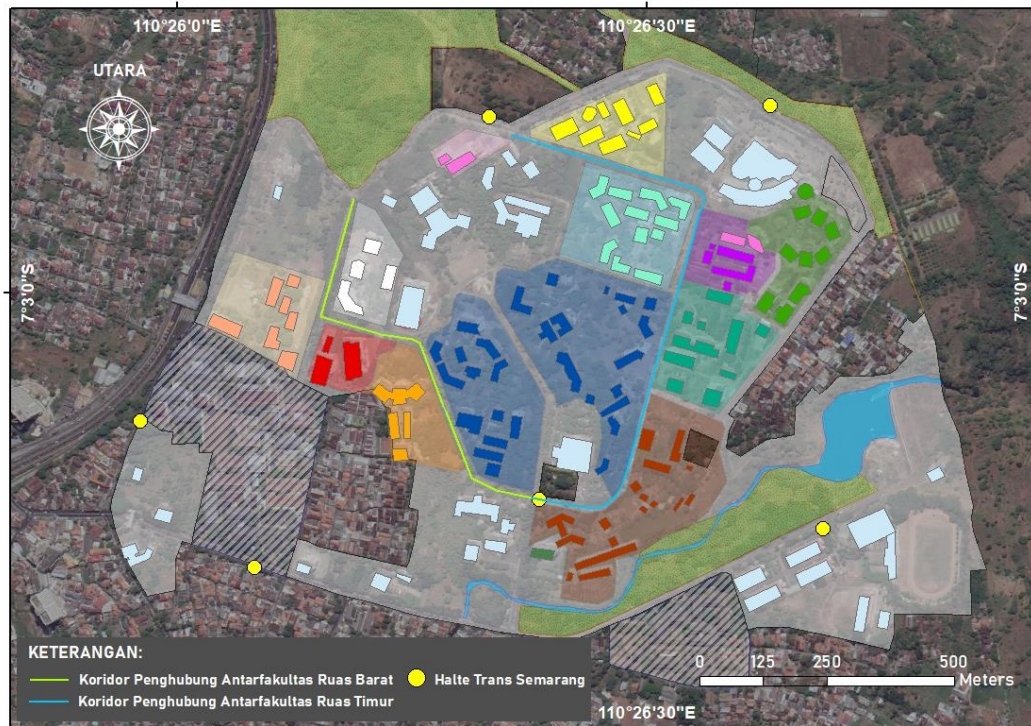 110°26'0"E
110°26'30"E
UTARA
7°3'0"S
7°3'0"S
KETERANGAN:
Koridor Penghubung Antarfakultas Ruas Barat
Halte Trans Semarang
Koridor Penghubung Antarfakultas Ruas Timur
0 125 250 500
Meters
110°26'30"E